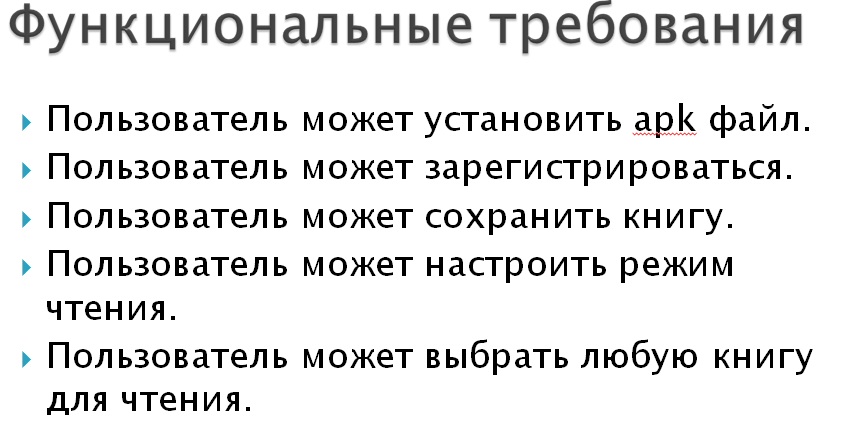 Функциональные требования
Пользователь может установить apk файл.
Пользователь может зарегистрироваться.
Пользователь может сохранить книгу.
Пользователь может настроить режим
чтения.
Пользователь может выбрать любую книгу
для чтения.